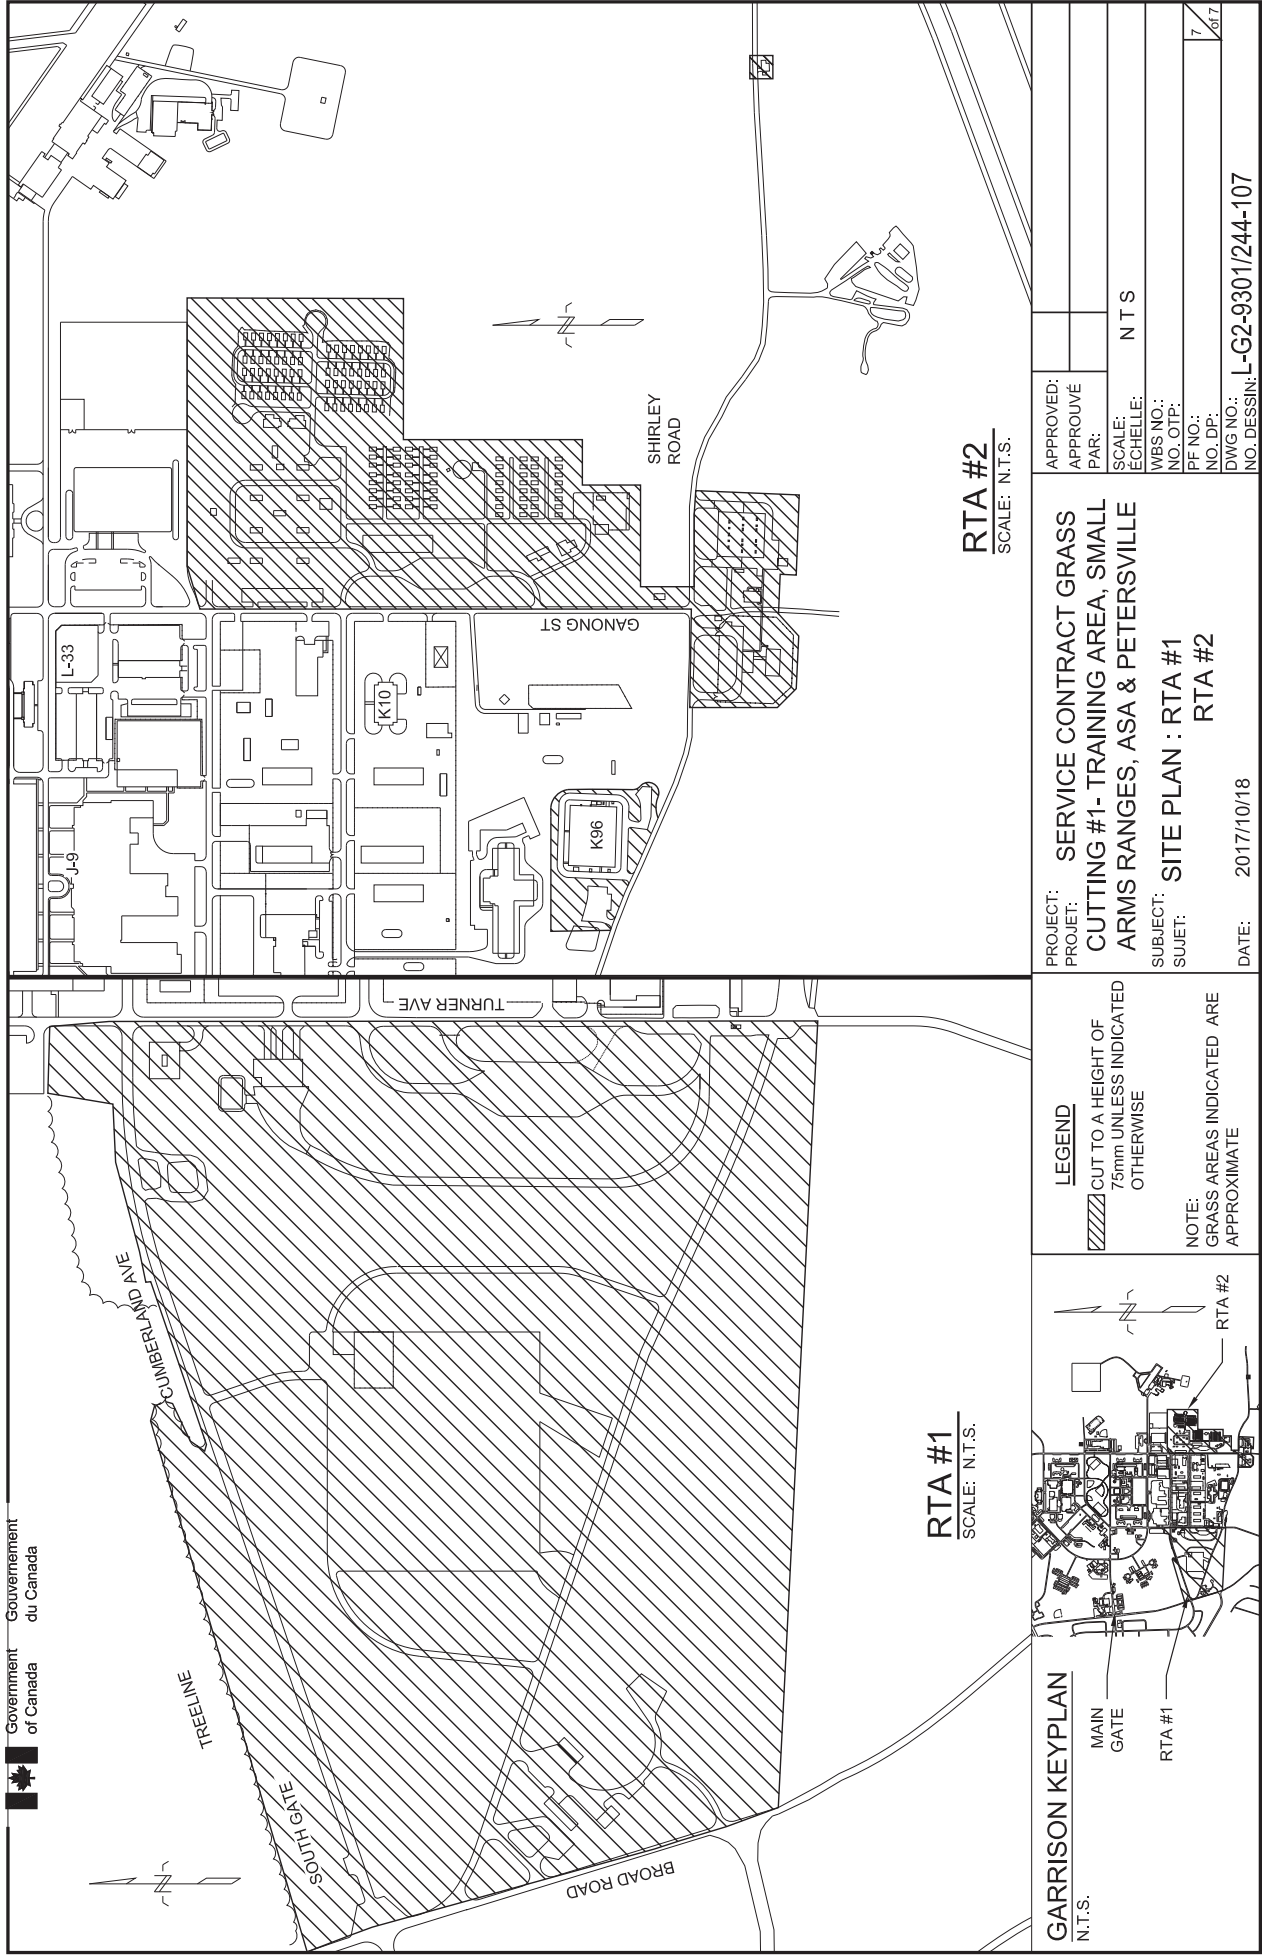 Government
of Canada
Gouvernement
du Canada
TREELINE
SOUTH GATE
CUMBERLAND AVE
TURNER AVE
BROAD ROAD
N
RTA #1
SCALE: N.T.S.
J-9
L-33
K10
K96
GANONG ST
SHIRLEY
ROAD
N
RTA #2
SCALE: N.T.S.
GARRISON KEYPLAN
N.T.S.
MAIN
GATE
RTA #1
RTA #2
N
LEGEND
CUT TO A HEIGHT OF
75mm UNLESS INDICATED
OTHERWISE
NOTE:
GRASS AREAS INDICATED ARE
APPROXIMATE
PROJECT:
PROJET:
SERVICE CONTRACT GRASS
CUTTING #1- TRAINING AREA, SMALL
ARMS RANGES, ASA & PETERSVILLE
SUBJECT:
SUJET:
SITE PLAN : RTA #1
RTA #2
DATE:
2017/10/18
APPROVED:
APPROUVÉ
PAR:
SCALE:
ÉCHELLE:
N T S
WBS NO.:
NO. OTP:
PF NO.:
NO. DP:
7
of 7
DWG NO.:
NO. DESSIN:
L-G2-9301/244-107